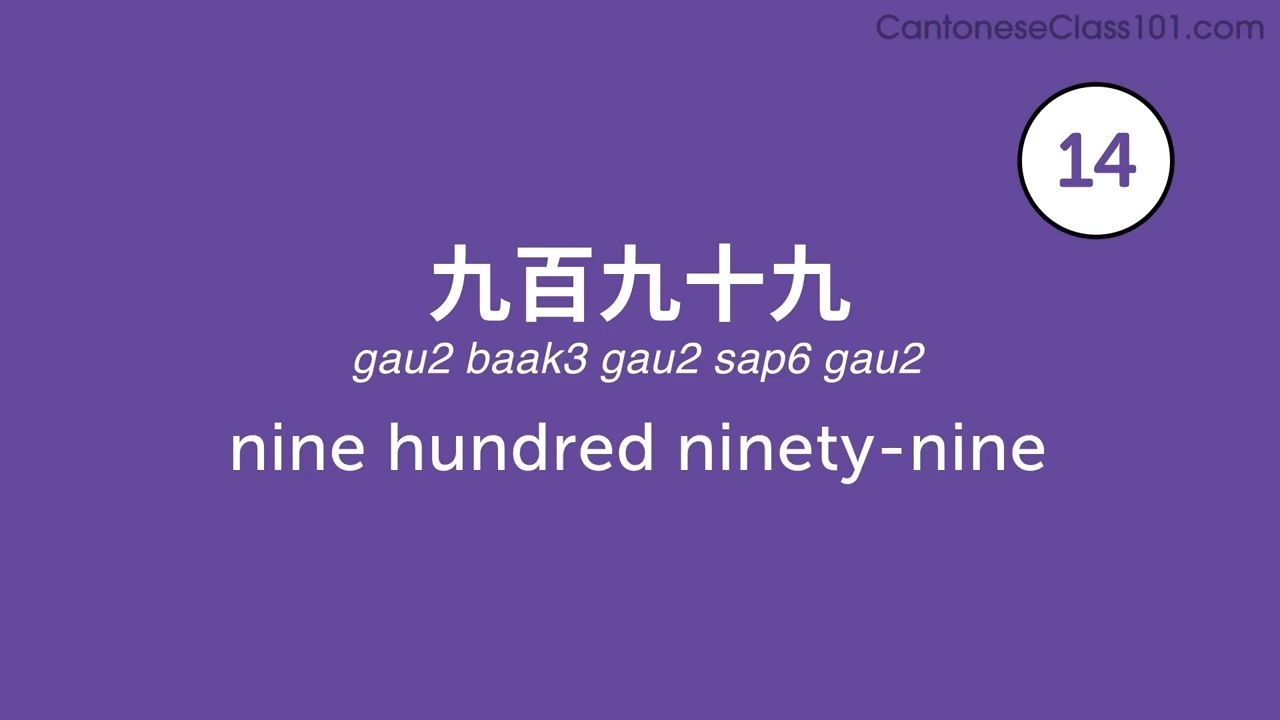 CantoneseClass101.com
14
九百九十九
gau2 baak3 gau2 sap6 gau2
nine hundred ninety-nine